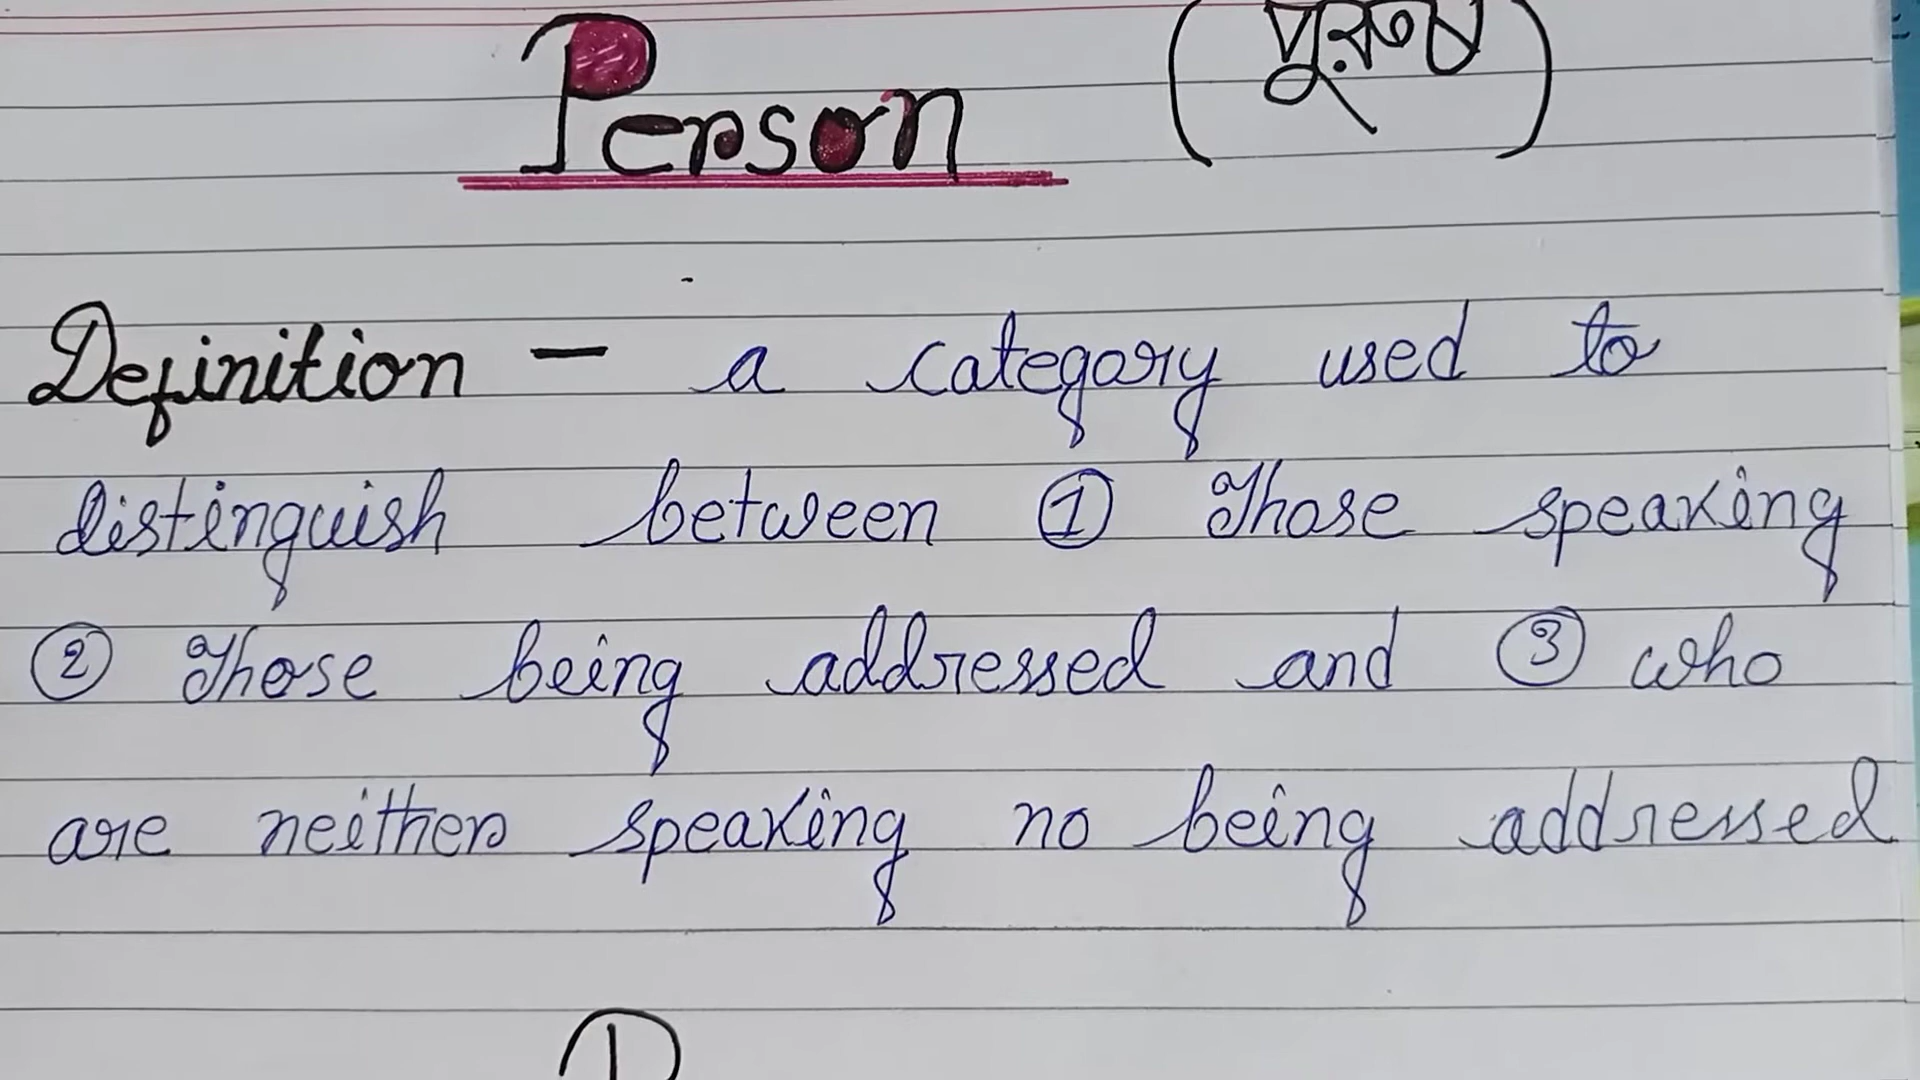 Person (পুরুষ)
Definition — a category used to
distinguish between ① Those speaking
② Those being addressed and ③ who
are neither speaking no being addressed